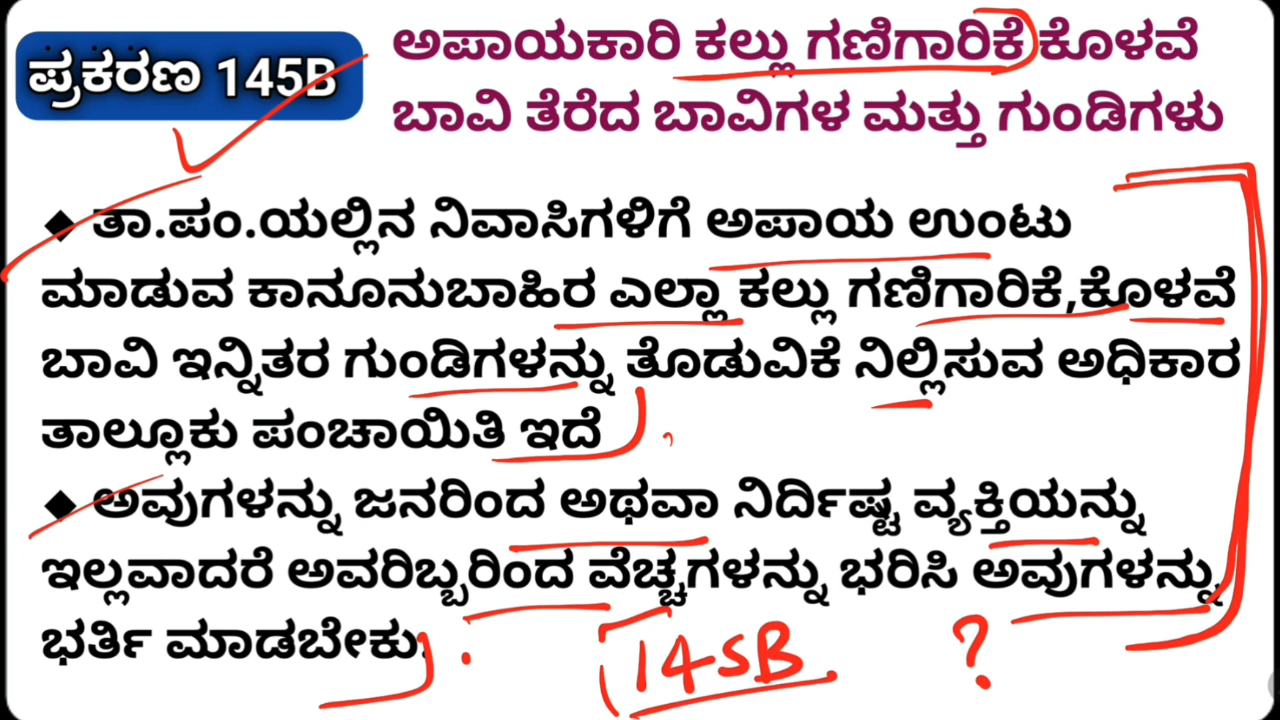 ಪ್ರಕರಣ 145B
ಅಪಾಯಕಾರಿ ಕಲ್ಲು ಗಣಿಗಾರಿಕೆ ಕೊಳವೆ
ಬಾವಿ ತೆರೆದ ಬಾವಿಗಳ ಮತ್ತು ಗುಂಡಿಗಳು
◆ ತಾ.ಪಂ.ಯಲ್ಲಿನ ನಿವಾಸಿಗಳಿಗೆ ಅಪಾಯ ಉಂಟು
ಮಾಡುವ ಕಾನೂನುಬಾಹಿರ ಎಲ್ಲಾ ಕಲ್ಲು ಗಣಿಗಾರಿಕೆ,ಕೊಳವೆ
ಬಾವಿ ಇನ್ನಿತರ ಗುಂಡಿಗಳನ್ನು ತೊಡುವಿಕೆ ನಿಲ್ಲಿಸುವ ಅಧಿಕಾರ
ತಾಲ್ಲೂಕು ಪಂಚಾಯಿತಿ ಇದೆ
◆ ಅವುಗಳನ್ನು ಜನರಿಂದ ಅಥವಾ ನಿರ್ದಿಷ್ಟ ವ್ಯಕ್ತಿಯನ್ನು
ಇಲ್ಲವಾದರೆ ಅವರಿಬ್ಬರಿಂದ ವೆಚ್ಚಗಳನ್ನು ಭರಿಸಿ ಅವುಗಳನ್ನು
ಭರ್ತಿ ಮಾಡಬೇಕು.
145B ?